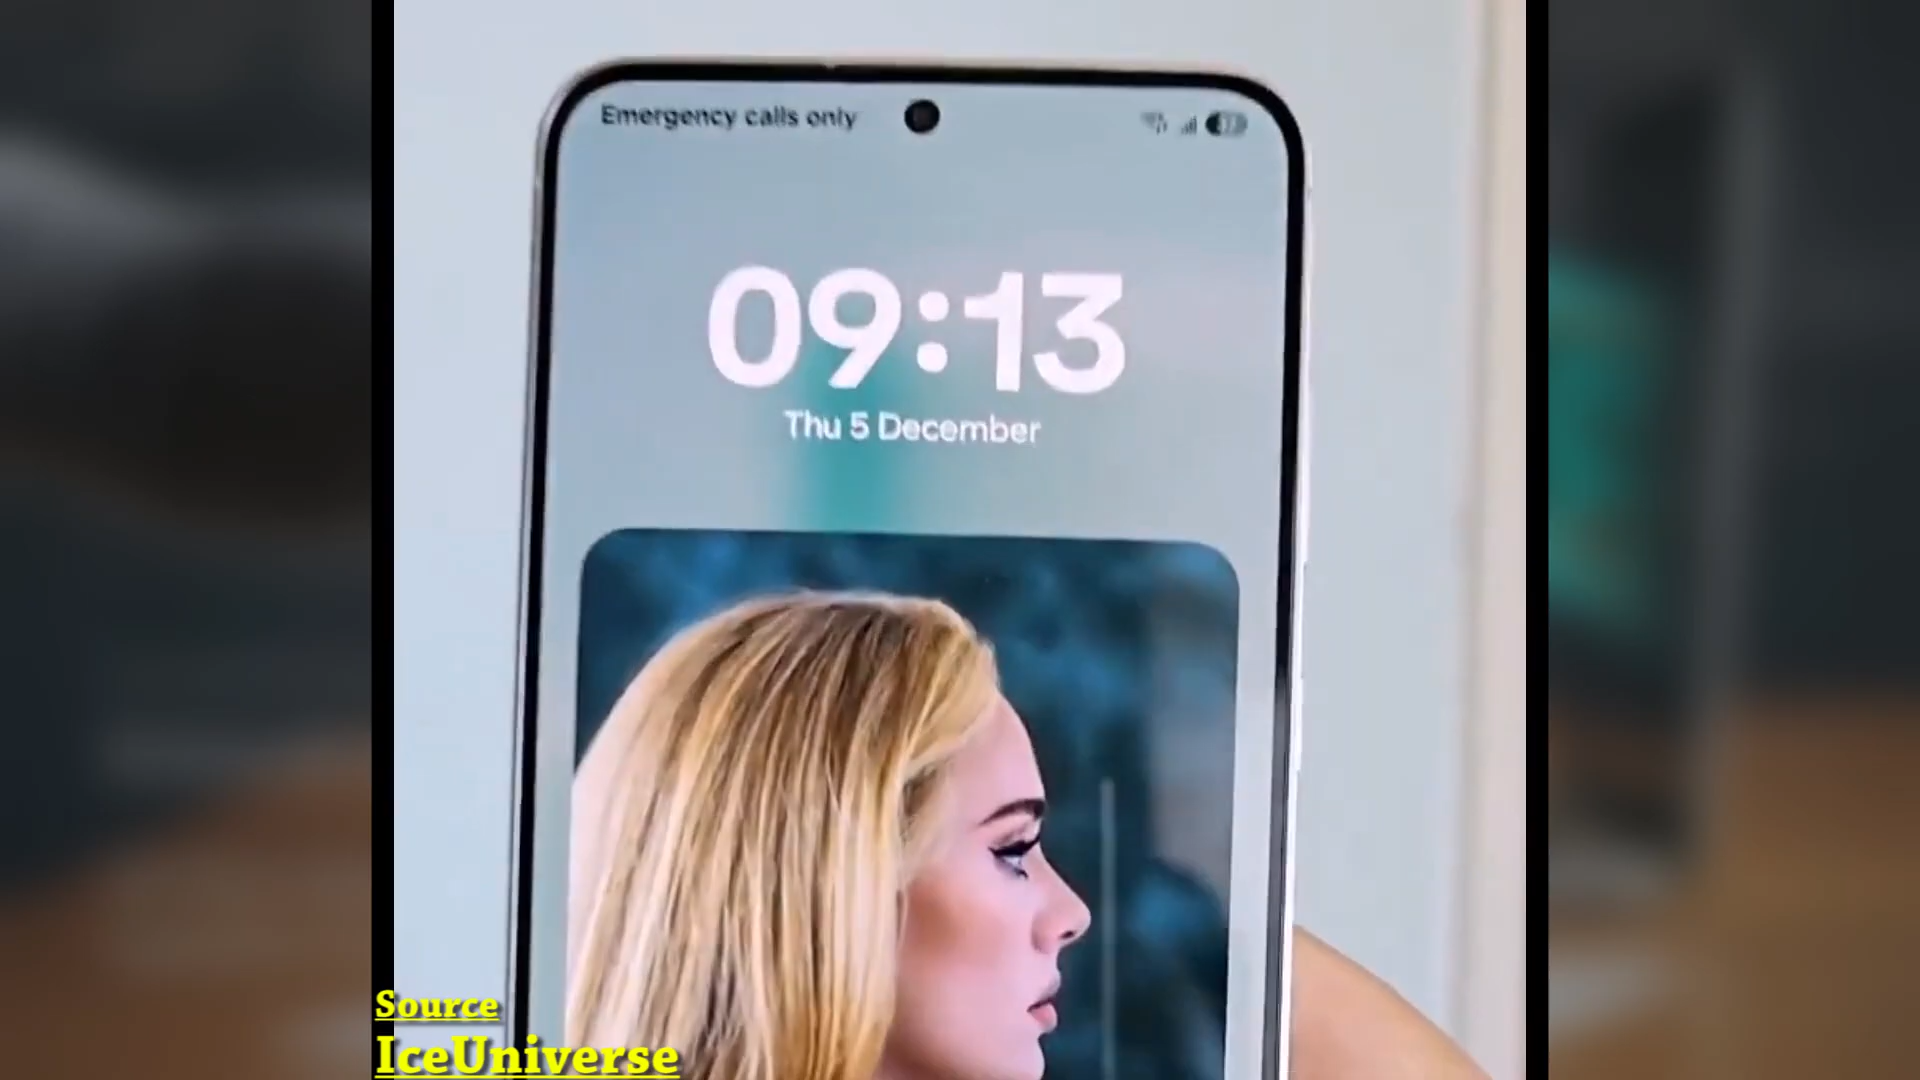 Emergency calls only
09:13
Thu 5 December
Source
IceUniverse